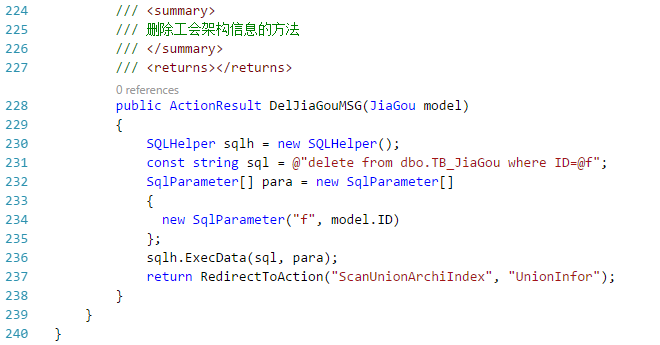 224 /// <summary>
225 /// 删除工会架构信息的方法
226 /// </summary>
227 /// <returns></returns>
0 references
228 public ActionResult DelJiaGouMSG(JiaGou model)
229 {
230 SQLHelper sqlh = new SQLHelper();
231 const string sql = @"delete from dbo.TB_JiaGou where ID=@f";
232 SqlParameter[] para = new SqlParameter[]
233 {
234 new SqlParameter("f", model.ID)
235 };
236 sqlh.ExecData(sql, para);
237 return RedirectToAction("ScanUnionArchiIndex", "UnionInfor");
238 }
239 }
240 }